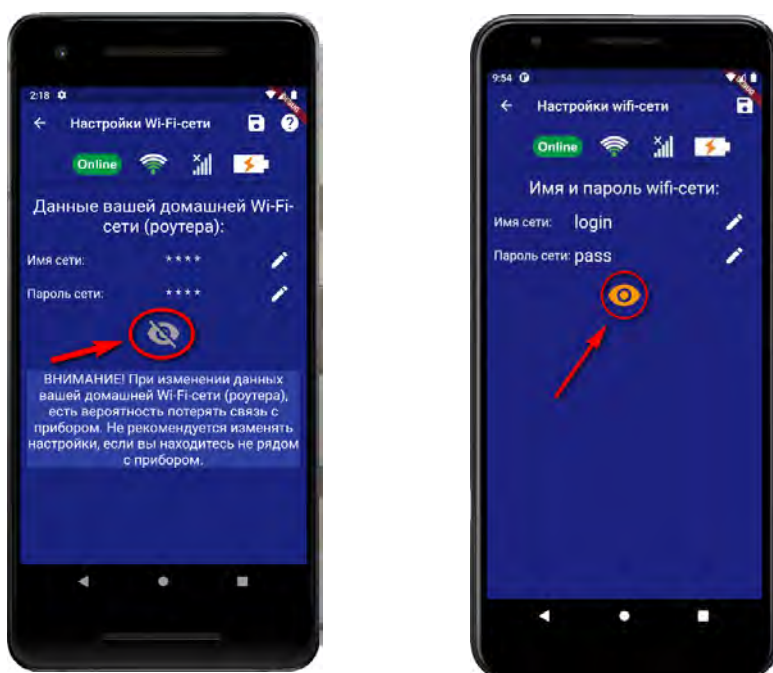 2:18
Настройки Wi-Fi-сети
Online
Данные вашей домашней Wi-Fi-
сети (роутера):
Имя сети: ****
Пароль сети: ****
ВНИМАНИЕ! При изменении данных
вашей домашней Wi-Fi-сети (роутера),
есть вероятность потерять связь с
прибором. Не рекомендуется изменять
настройки, если вы находитесь не рядом
с прибором.
9:54
Настройки wifi-сети
Online
Имя и пароль wifi-сети:
Имя сети: login
Пароль сети: pass